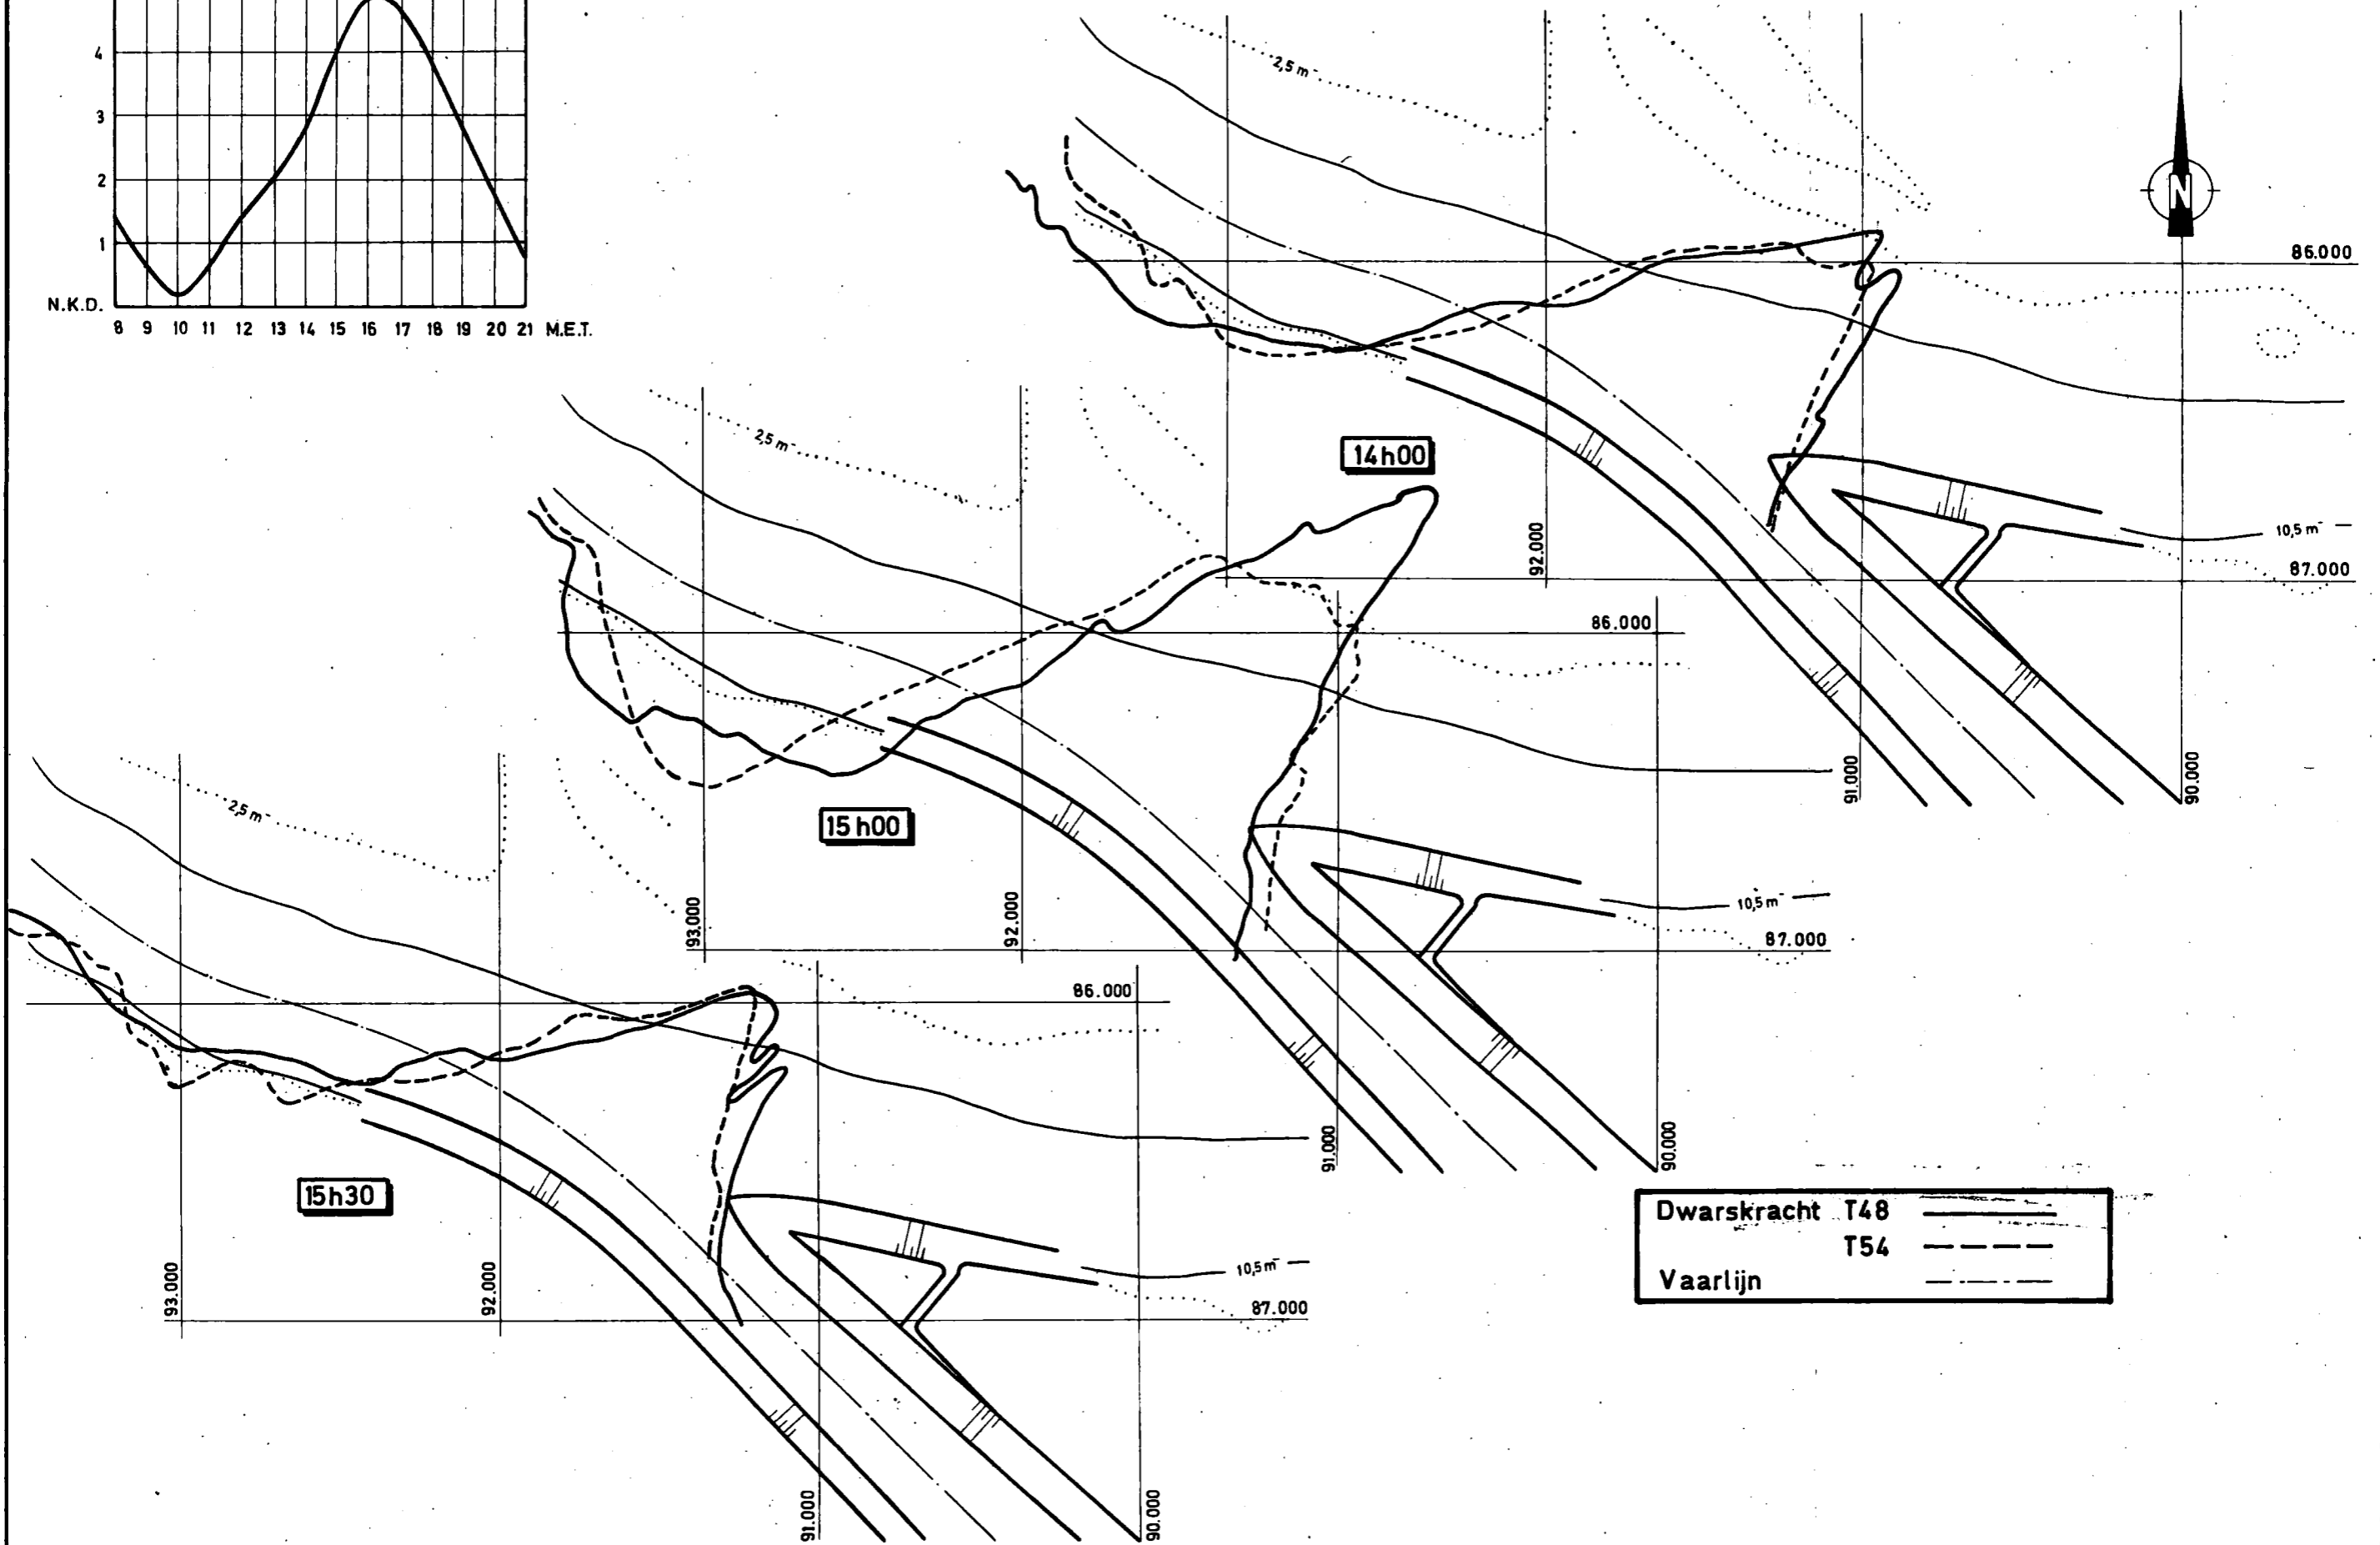 4
3
2
1
N.K.D.
8 9 10 11 12 13 14 15 16 17 18 19 20 21 M.E.T.
2,5 m
N
86.000
14h00
92.000
10,5 m
87.000
91.000
90.000
2,5 m
86.000
15h00
93.000
92.000
10,5 m
87.000
91.000
90.000
2,5 m
86.000
15h30
93.000
92.000
10,5 m
87.000
91.000
90.000
Dwarskracht T48
T54
Vaarlijn